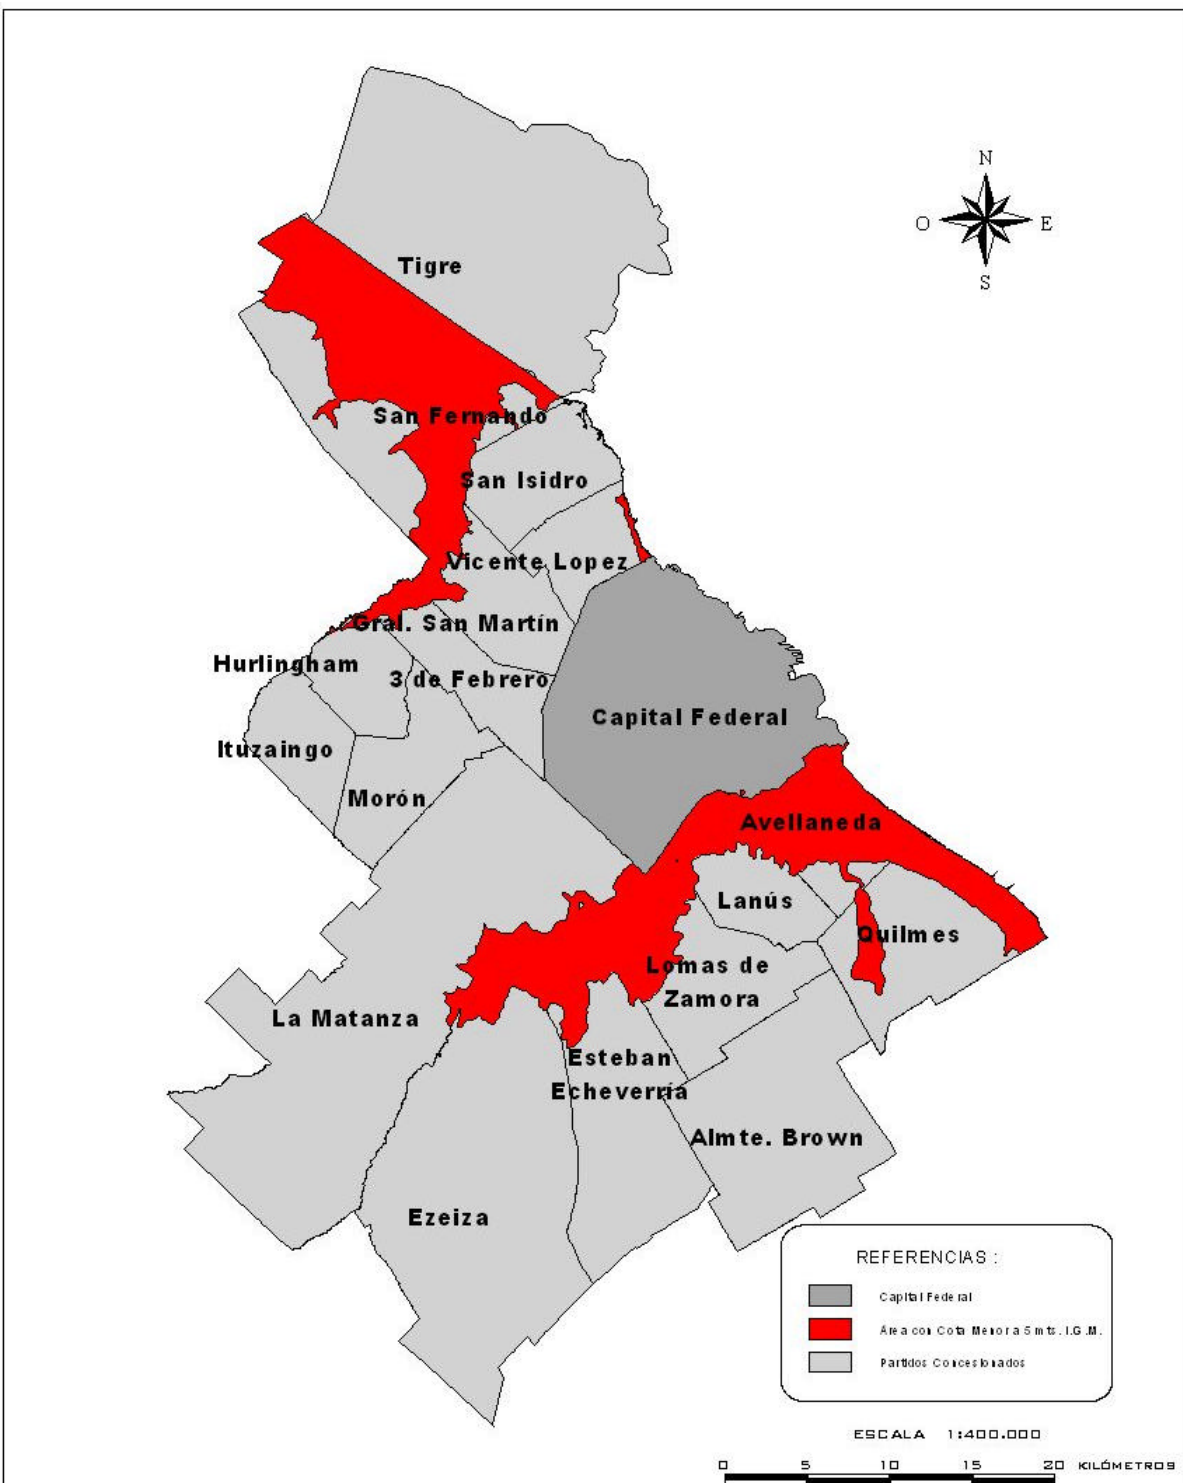 N
O E
S
Tigre
San Fernando
San Isidro
Vicente Lopez
Gral. San Martín
Hurlingham
3 de Febrero
Capital Federal
Ituzaingo
Morón
Avellaneda
Lanús
Quilmes
Lomas de
Zamora
La Matanza
Esteban
Echeverría
Almte. Brown
Ezeiza
REFERENCIAS :
Capital Federal
Area con Cota Menor a 5 mts. I.G.M.
Partidos Concesionados
ESCALA 1:400.000
0 5 10 15 20 KILÓMETROS